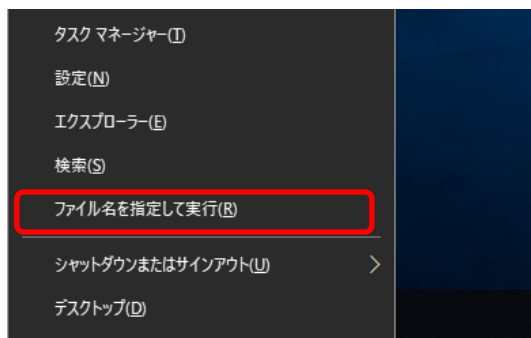 タスク マネージャー(T)
設定(N)
エクスプローラー(E)
検索(S)
ファイル名を指定して実行(R)
シャットダウンまたはサインアウト(U)
デスクトップ(D)